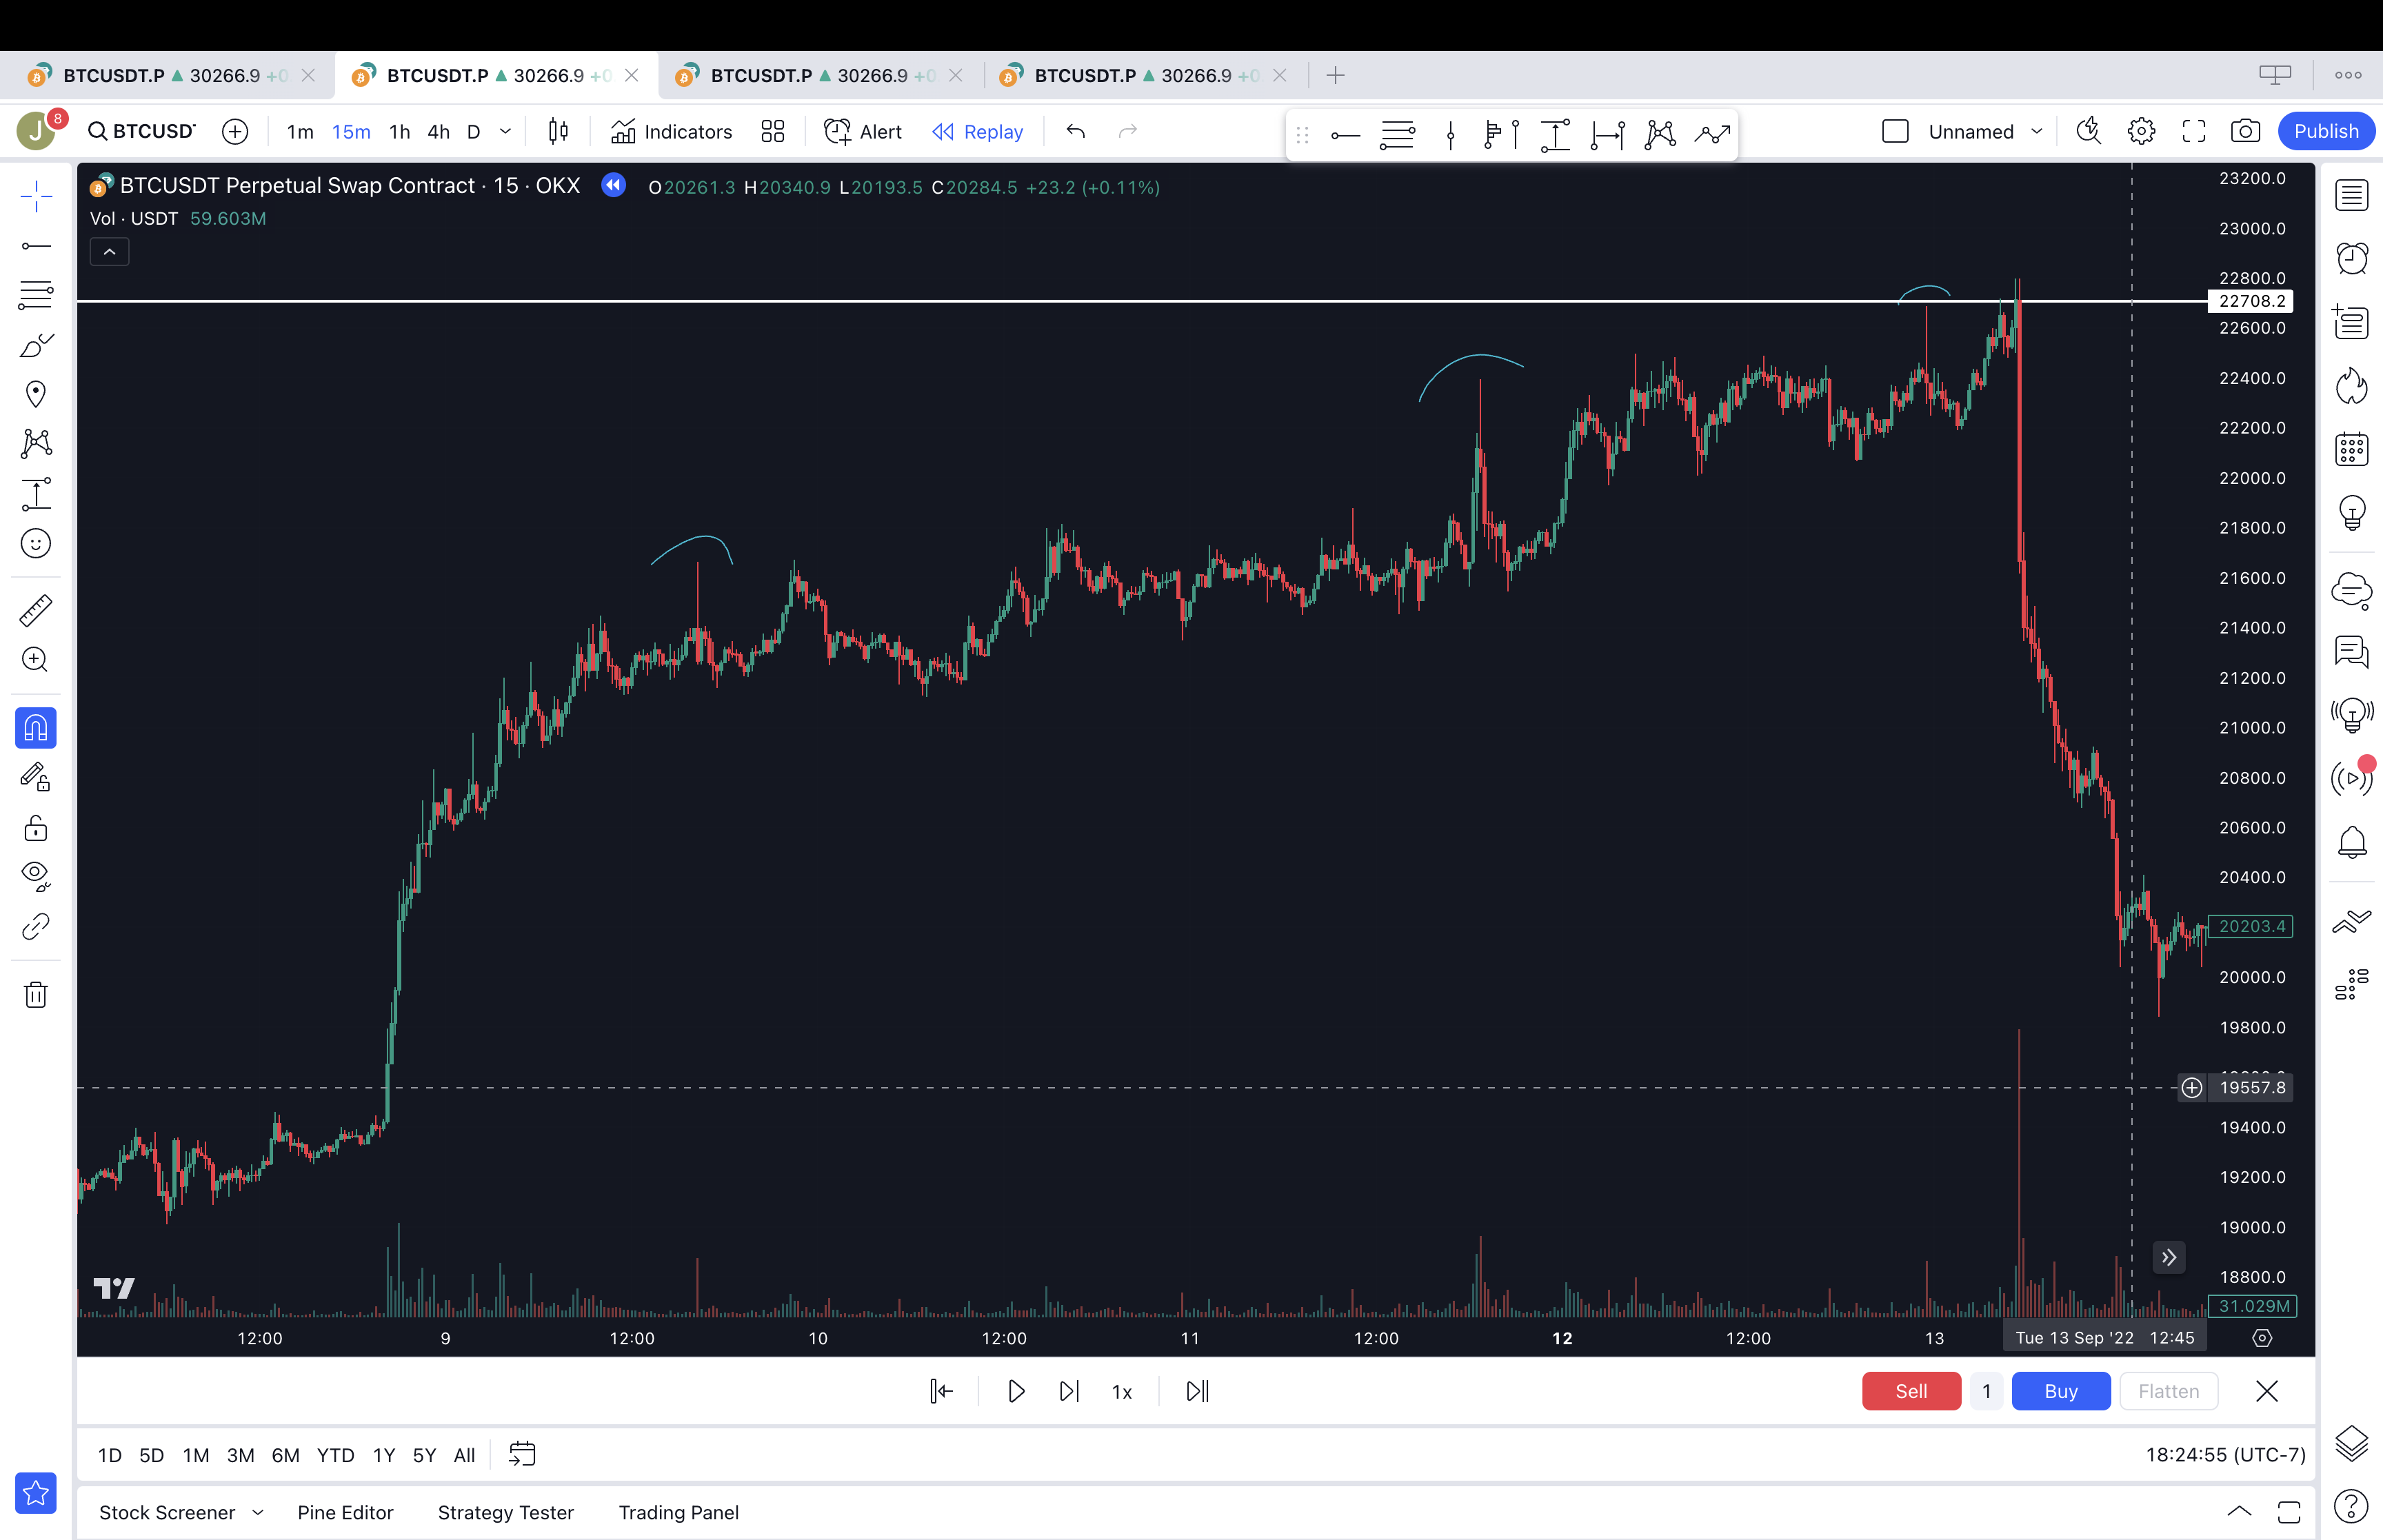 BTCUSDT.P ▲ 30266.9 +0 BTCUSDT.P ▲ 30266.9 +0 BTCUSDT.P ▲ 30266.9 +0 BTCUSDT.P ▲ 30266.9 +0
J 8 BTCUSD 1m 15m 1h 4h D Indicators Alert Replay Unnamed Publish
BTCUSDT Perpetual Swap Contract · 15 · OKX O20261.3 H20340.9 L20193.5 C20284.5 +23.2 (+0.11%)
Vol · USDT 59.603M
23200.0
23000.0
22800.0
22708.2
22600.0
22400.0
22200.0
22000.0
21800.0
21600.0
21400.0
21200.0
21000.0
20800.0
20600.0
20400.0
20203.4
20000.0
19800.0
19557.8
19400.0
19200.0
19000.0
18800.0
31.029M
12:00 9 12:00 10 12:00 11 12:00 12 12:00 13 Tue 13 Sep '22 12:45
1x Sell 1 Buy Flatten
1D 5D 1M 3M 6M YTD 1Y 5Y All 18:24:55 (UTC-7)
Stock Screener Pine Editor Strategy Tester Trading Panel